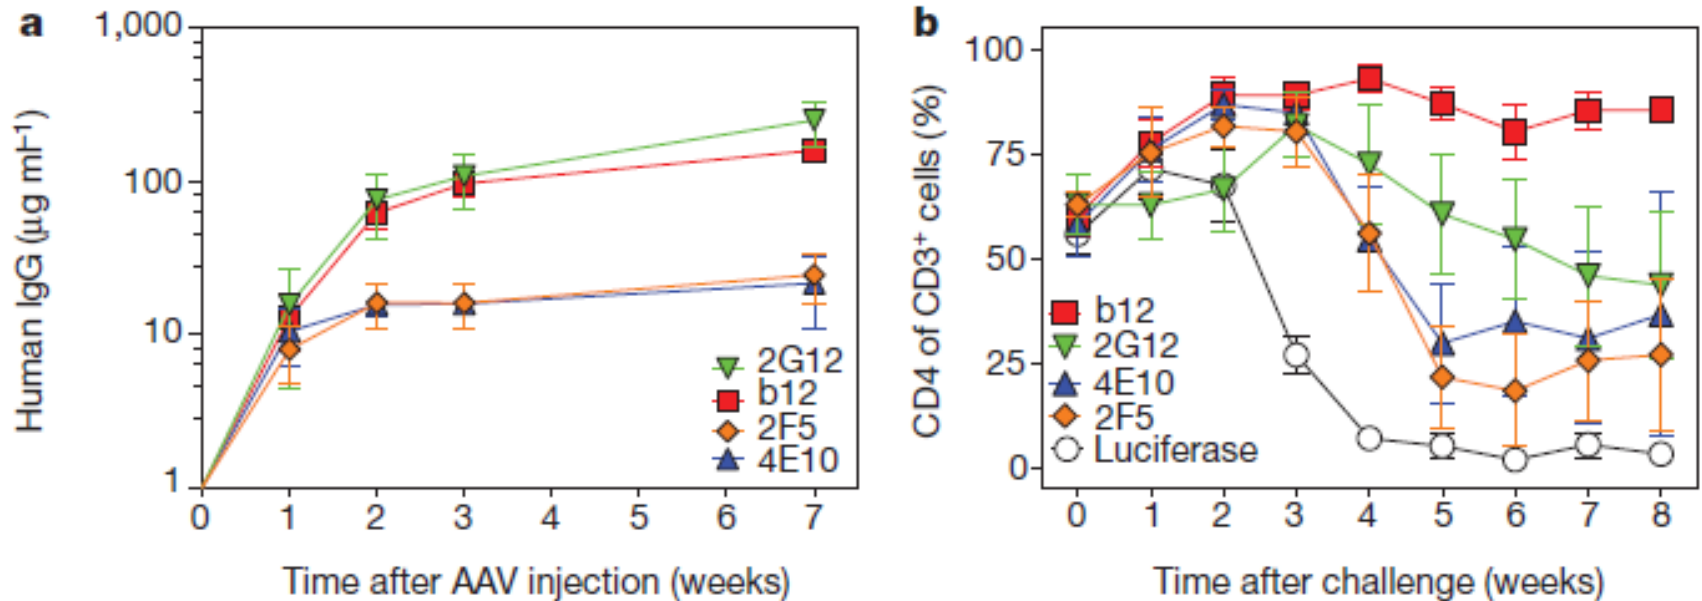 a
Human IgG (μg ml⁻¹)
1,000
100
10
1
2G12
b12
2F5
4E10
0 1 2 3 4 5 6 7
Time after AAV injection (weeks)
b
CD4 of CD3⁺ cells (%)
100
75
50
25
0
b12
2G12
4E10
2F5
Luciferase
0 1 2 3 4 5 6 7 8
Time after challenge (weeks)